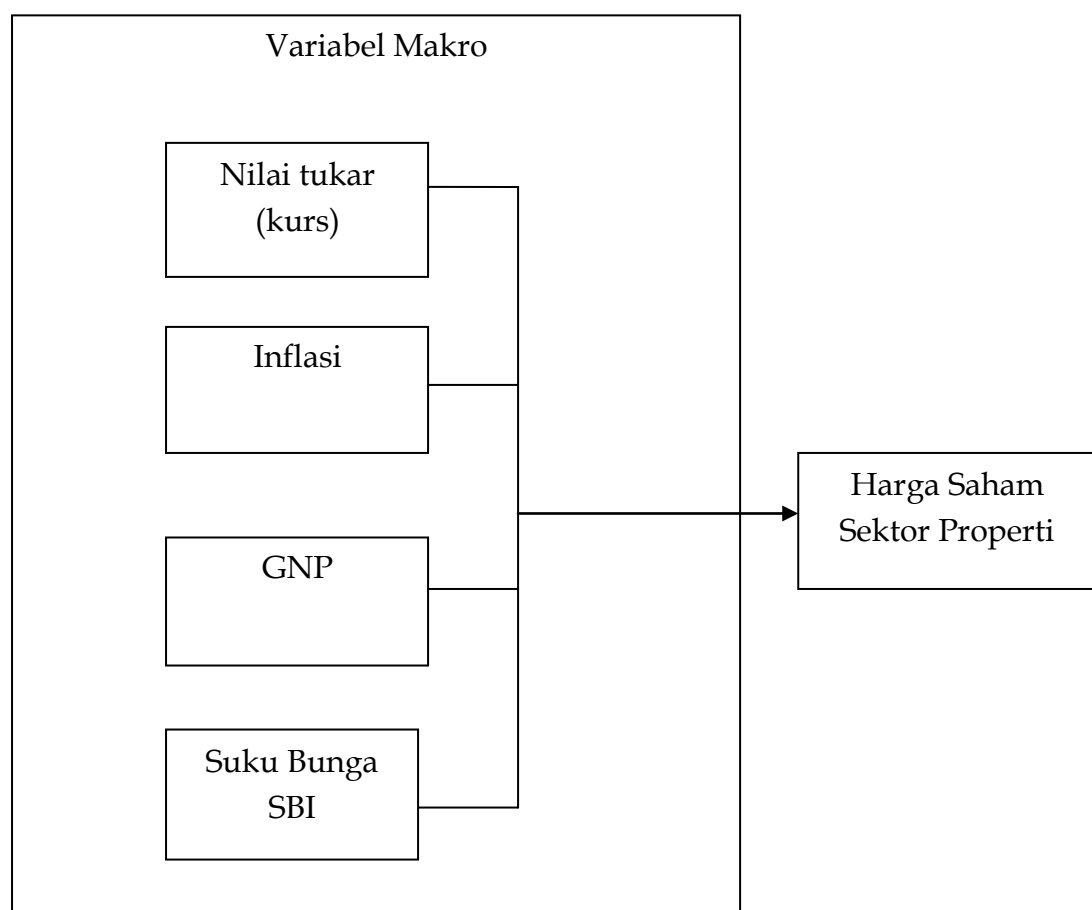 Variabel Makro
Nilai tukar
(kurs)
Inflasi
GNP
Suku Bunga
SBI
Harga Saham
Sektor Properti